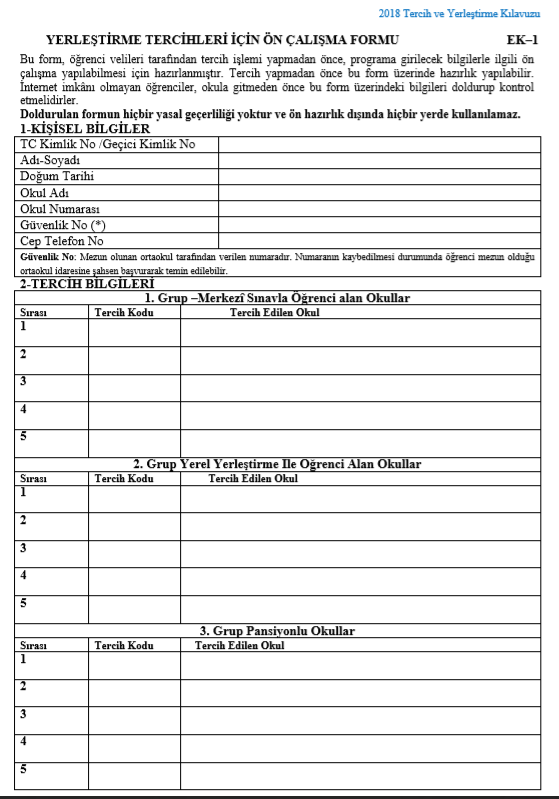 2018 Tercih ve Yerleştirme Kılavuzu
YERLEŞTİRME TERCİHLERİ İÇİN ÖN ÇALIŞMA FORMU EK–1
Bu form, öğrenci velileri tarafından tercih işlemi yapmadan önce, programa girilecek bilgilerle ilgili ön
çalışma yapılabilmesi için hazırlanmıştır. Tercih yapmadan önce bu form üzerinde hazırlık yapılabilir.
İnternet imkânı olmayan öğrenciler, okula gitmeden önce bu form üzerindeki bilgileri doldurup kontrol
etmelidirler.
Doldurulan formun hiçbir yasal geçerliliği yoktur ve ön hazırlık dışında hiçbir yerde kullanılamaz.
1-KİŞİSEL BİLGİLER
TC Kimlik No /Geçici Kimlik No
Adı-Soyadı
Doğum Tarihi
Okul Adı
Okul Numarası
Güvenlik No (*)
Cep Telefon No
Güvenlik No: Mezun olunan ortaokul tarafından verilen numaradır. Numaranın kaybedilmesi durumunda öğrenci mezun olduğu
ortaokul idaresine şahsen başvurarak temin edilebilir.
2-TERCİH BİLGİLERİ
1. Grup –Merkezî Sınavla Öğrenci alan Okullar
Sırası Tercih Kodu Tercih Edilen Okul
1
2
3
4
5
2. Grup Yerel Yerleştirme Ile Öğrenci Alan Okullar
Sırası Tercih Kodu Tercih Edilen Okul
1
2
3
4
5
3. Grup Pansiyonlu Okullar
Sırası Tercih Kodu Tercih Edilen Okul
1
2
3
4
5